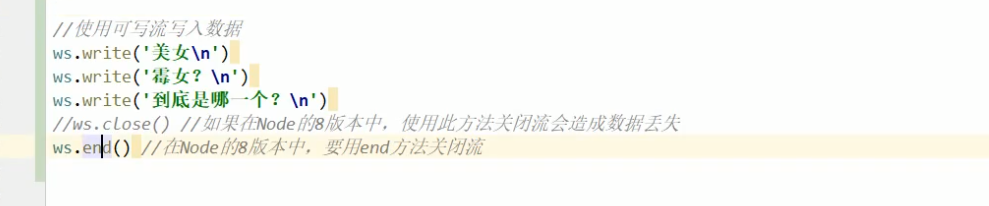 //使用可写流写入数据
ws.write('美女\n')
ws.write('霉女？\n')
ws.write('到底是哪一个？\n')
//ws.close() //如果在Node的8版本中，使用此方法关闭流会造成数据丢失
ws.end() //在Node的8版本中，要用end方法关闭流